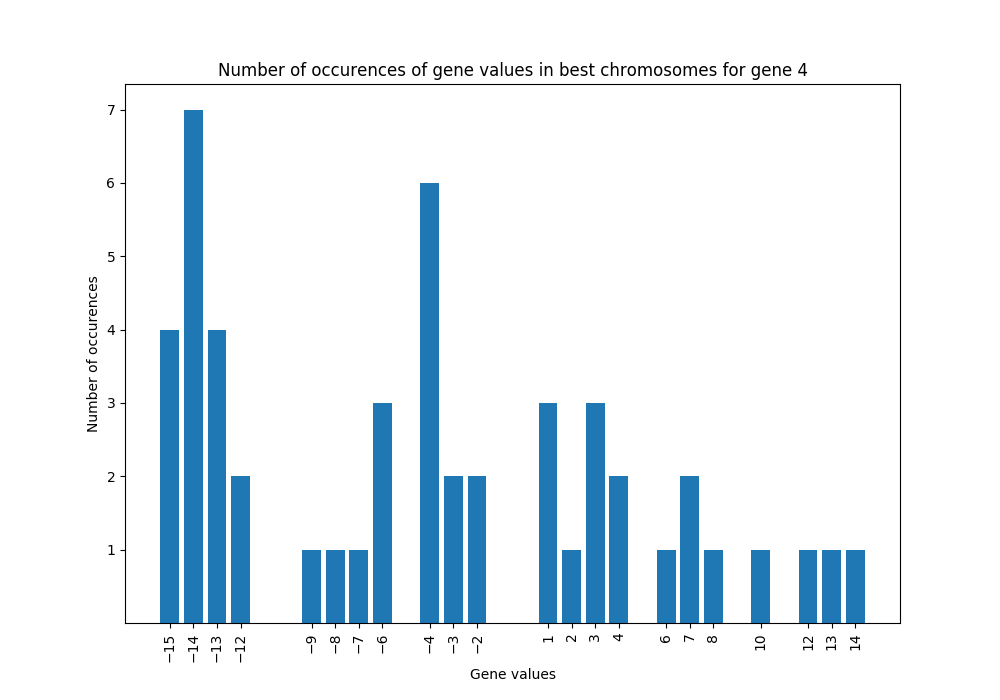 Number of occurences of gene values in best chromosomes for gene 4
Number of occurences
7
6
5
4
3
2
1
−15 −14 −13 −12 −9 −8 −7 −6 −4 −3 −2 1 2 3 4 6 7 8 10 12 13 14
Gene values